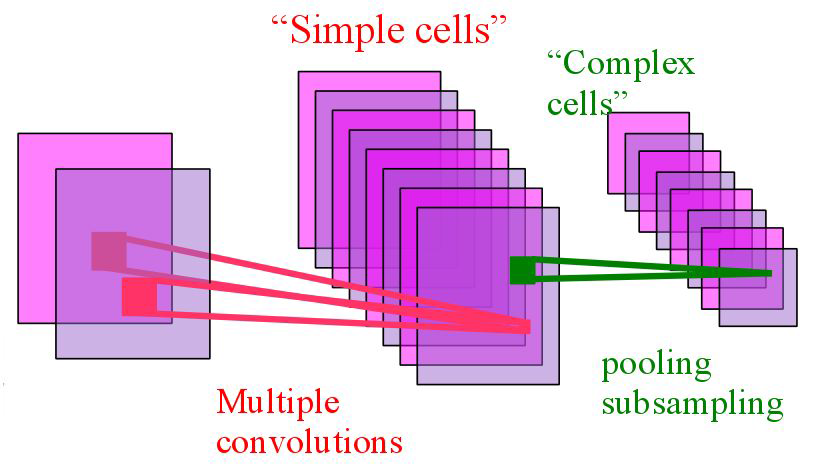 “Simple cells”
“Complex
cells”
Multiple
convolutions
pooling
subsampling